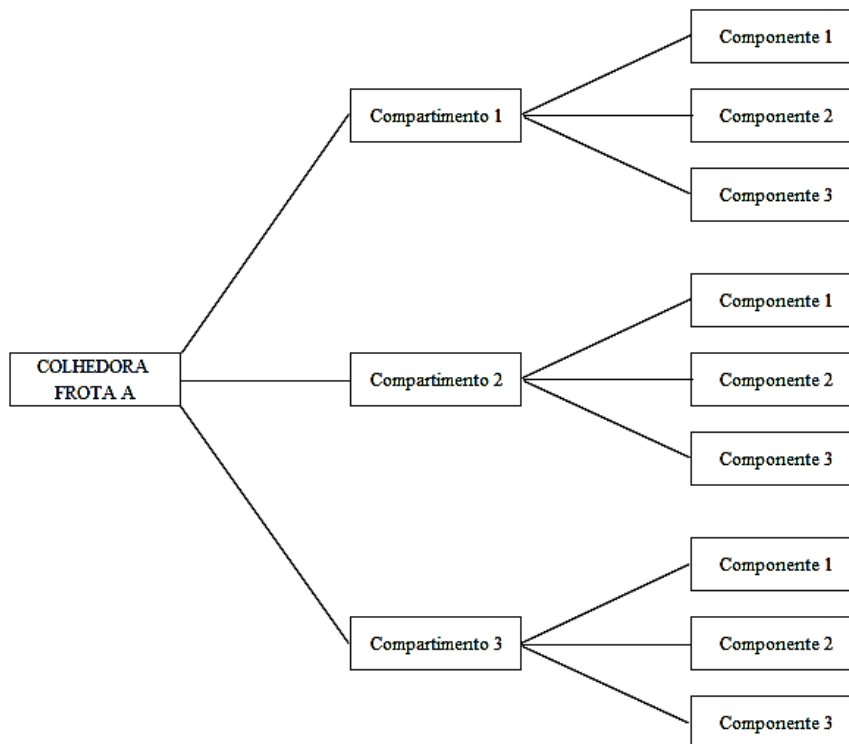 Componente 1
Compartimento 1
Componente 2
Componente 3
Componente 1
COLHEDORA
FROTA A
Compartimento 2
Componente 2
Componente 3
Componente 1
Compartimento 3
Componente 2
Componente 3